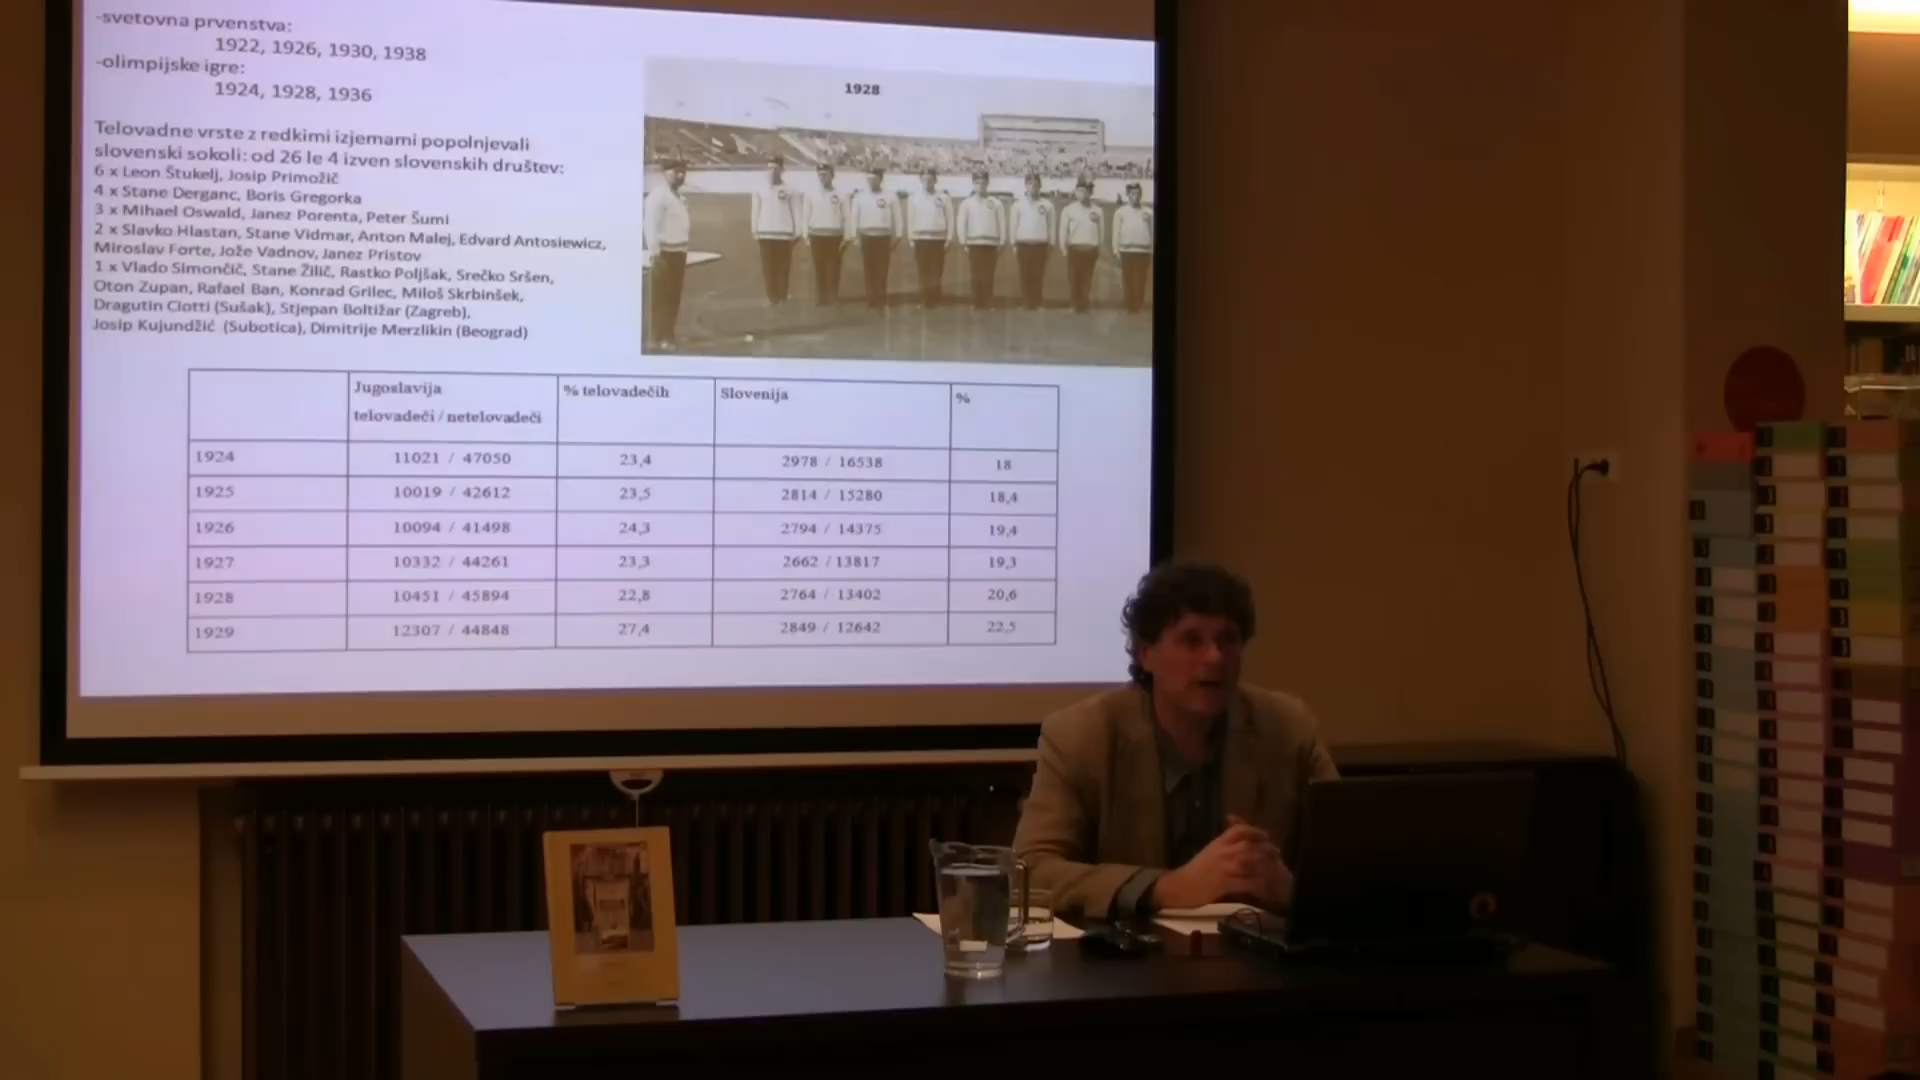 -svetovna prvenstva:
1922, 1926, 1930, 1938
-olimpijske igre:
1924, 1928, 1936
Telovadne vrste z redkimi izjemami popolnjevali
slovenski sokoli: od 26 le 4 izven slovenskih društev:
6 x Leon Štukelj, Josip Primožič
4 x Stane Derganc, Boris Gregorka
3 x Mihael Oswald, Janez Porenta, Peter Šumi
2 x Slavko Hlastan, Stane Vidmar, Anton Malej, Edvard Antosiewicz,
Miroslav Forte, Jože Vadnov, Janez Pristov
1 x Vlado Simončič, Stane Žilič, Rastko Poljšak, Srečko Sršen,
Oton Zupan, Rafael Ban, Konrad Grilec, Miloš Skrbinšek,
Dragutin Ciotti (Sušak), Stjepan Boltižar (Zagreb),
Josip Kujundžić (Subotica), Dimitrije Merzlikin (Beograd)
1928
Jugoslavija % telovadečih Slovenija %
telovadeči / netelovadeči
1924 11021 / 47050 23,4 2978 / 16538 18
1925 10019 / 42612 23,5 2814 / 15280 18,4
1926 10094 / 41498 24,3 2794 / 14375 19,4
1927 10332 / 44261 23,3 2662 / 13817 19,3
1928 10451 / 45894 22,8 2764 / 13402 20,6
1929 12307 / 44848 27,4 2849 / 12642 22,5